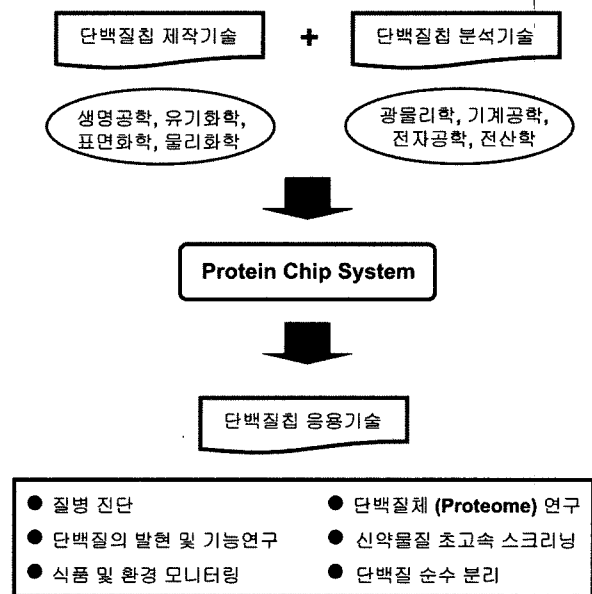 단백질칩 제작기술 + 단백질칩 분석기술
생명공학, 유기화학,
표면화학, 물리화학
광물리학, 기계공학,
전자공학, 전산학
Protein Chip System
단백질칩 응용기술
● 질병 진단
● 단백질의 발현 및 기능연구
● 식품 및 환경 모니터링
● 단백질체 (Proteome) 연구
● 신약물질 초고속 스크리닝
● 단백질 순수 분리